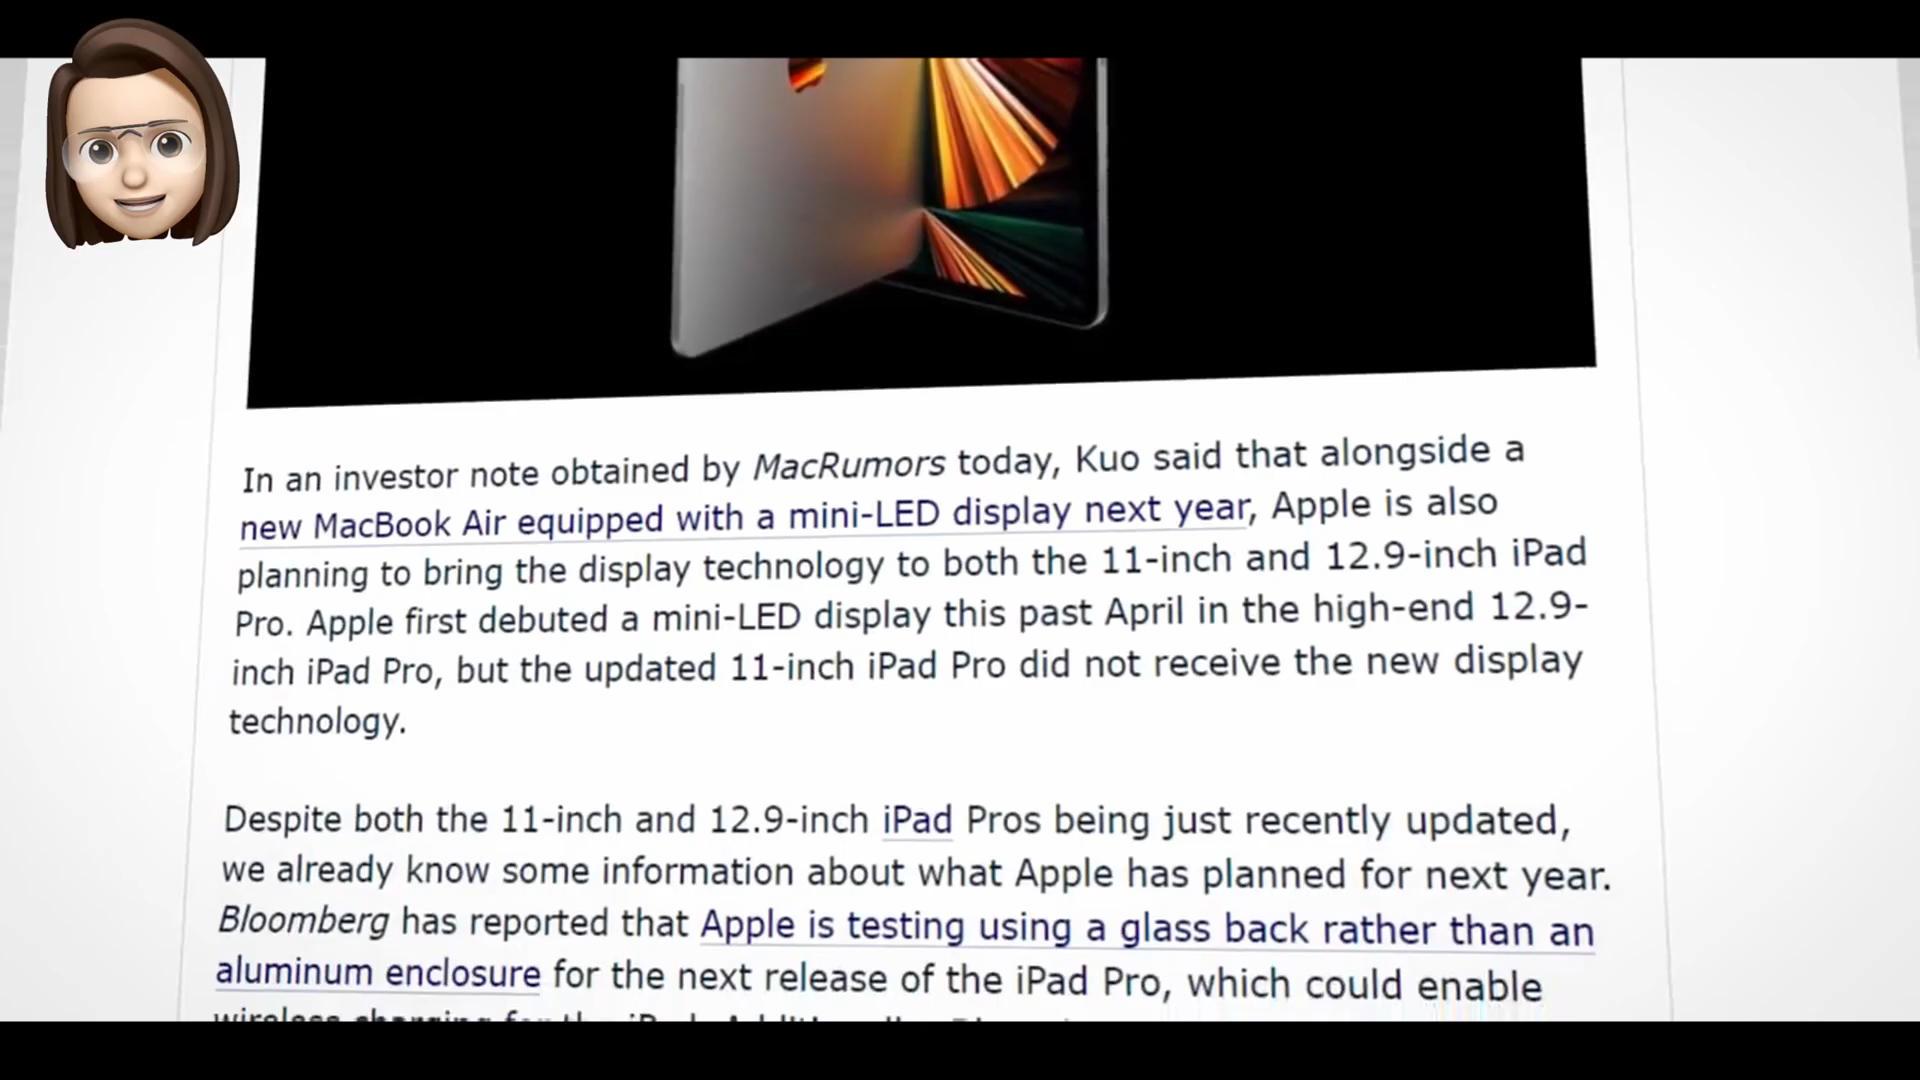 In an investor note obtained by MacRumors today, Kuo said that alongside a
new MacBook Air equipped with a mini-LED display next year, Apple is also
planning to bring the display technology to both the 11-inch and 12.9-inch iPad
Pro. Apple first debuted a mini-LED display this past April in the high-end 12.9-
inch iPad Pro, but the updated 11-inch iPad Pro did not receive the new display
technology.
Despite both the 11-inch and 12.9-inch iPad Pros being just recently updated,
we already know some information about what Apple has planned for next year.
Bloomberg has reported that Apple is testing using a glass back rather than an
aluminum enclosure for the next release of the iPad Pro, which could enable
wireless charging for the iPad.